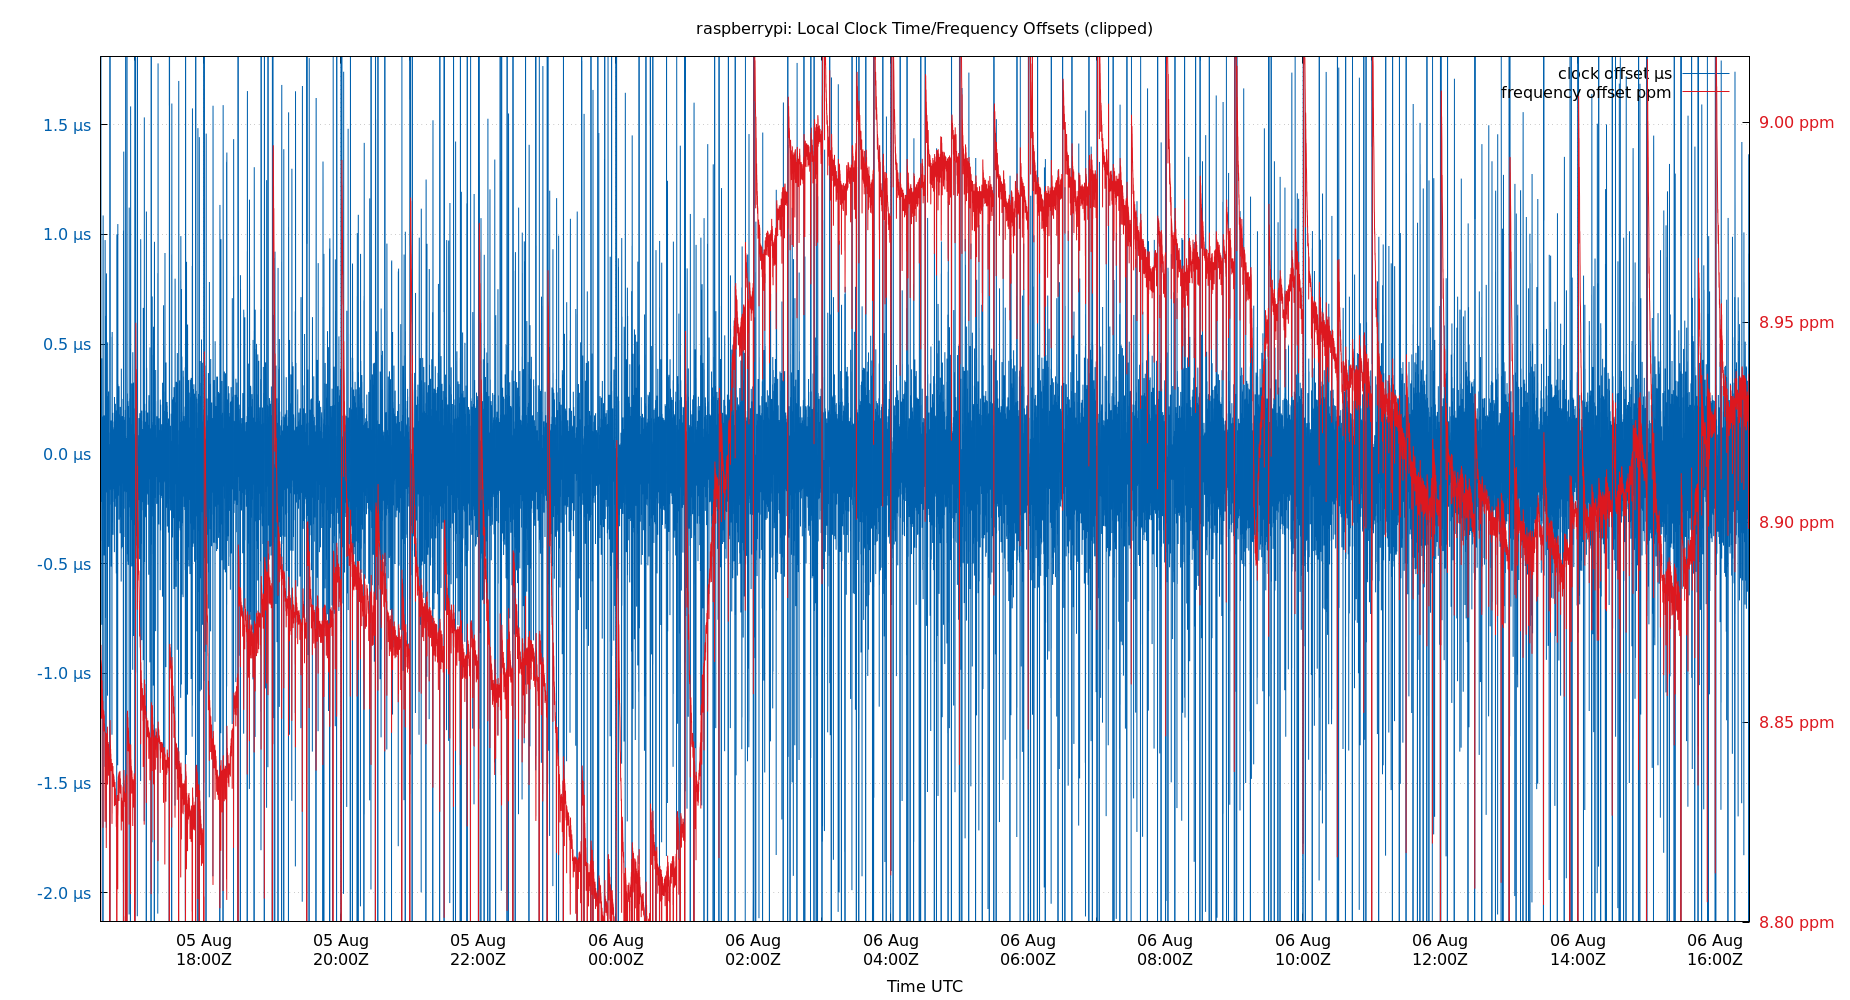 raspberrypi: Local Clock Time/Frequency Offsets (clipped)
clock offset µs
frequency offset ppm
1.5 µs
1.0 µs
0.5 µs
0.0 µs
-0.5 µs
-1.0 µs
-1.5 µs
-2.0 µs
9.00 ppm
8.95 ppm
8.90 ppm
8.85 ppm
8.80 ppm
05 Aug 05 Aug 05 Aug 06 Aug 06 Aug 06 Aug 06 Aug 06 Aug 06 Aug 06 Aug 06 Aug 06 Aug
18:00Z 20:00Z 22:00Z 00:00Z 02:00Z 04:00Z 06:00Z 08:00Z 10:00Z 12:00Z 14:00Z 16:00Z
Time UTC